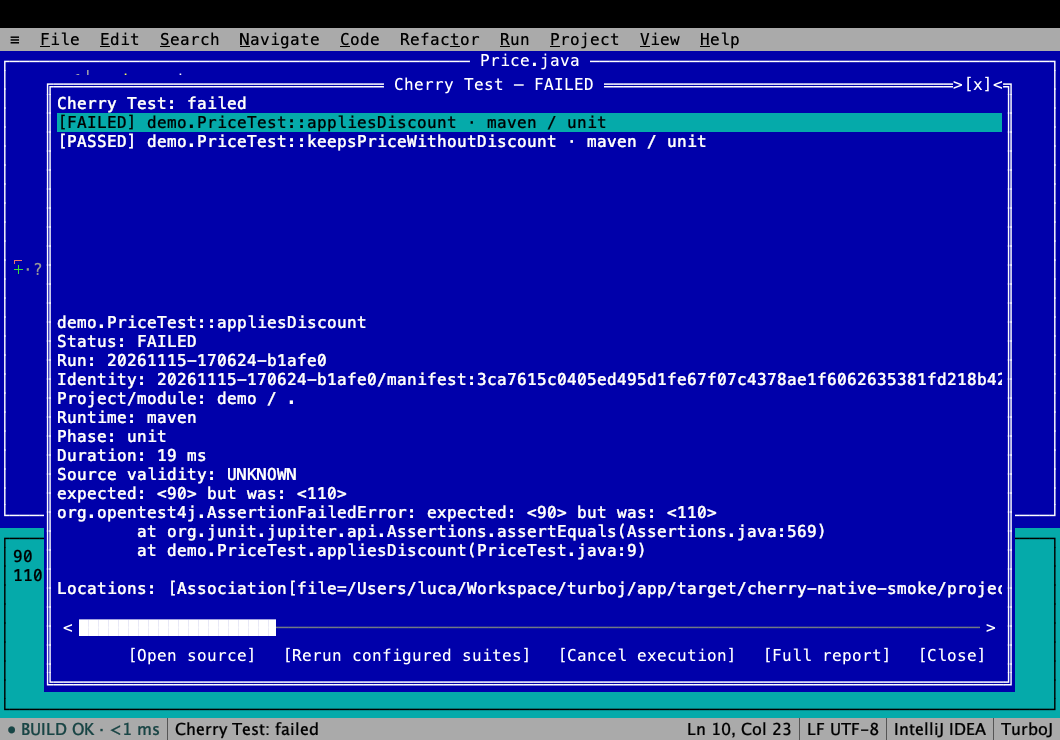 ≡ File Edit Search Navigate Code Refactor Run Project View Help
Price.java
Cherry Test — FAILED >[x]<
Cherry Test: failed
[FAILED] demo.PriceTest::appliesDiscount · maven / unit
[PASSED] demo.PriceTest::keepsPriceWithoutDiscount · maven / unit
+·?
demo.PriceTest::appliesDiscount
Status: FAILED
Run: 20261115-170624-b1afe0
Identity: 20261115-170624-b1afe0/manifest:3ca7615c0405ed495d1fe67f07c4378ae1f6062635381fd218b42
Project/module: demo / .
Runtime: maven
Phase: unit
Duration: 19 ms
Source validity: UNKNOWN
expected: <90> but was: <110>
org.opentest4j.AssertionFailedError: expected: <90> but was: <110>
at org.junit.jupiter.api.Assertions.assertEquals(Assertions.java:569)
at demo.PriceTest.appliesDiscount(PriceTest.java:9)
90
110
Locations: [Association[file=/Users/luca/Workspace/turboj/app/target/cherry-native-smoke/projec
< >
[Open source] [Rerun configured suites] [Cancel execution] [Full report] [Close]
● BUILD OK · <1 ms Cherry Test: failed Ln 10, Col 23 LF UTF-8 IntelliJ IDEA TurboJ